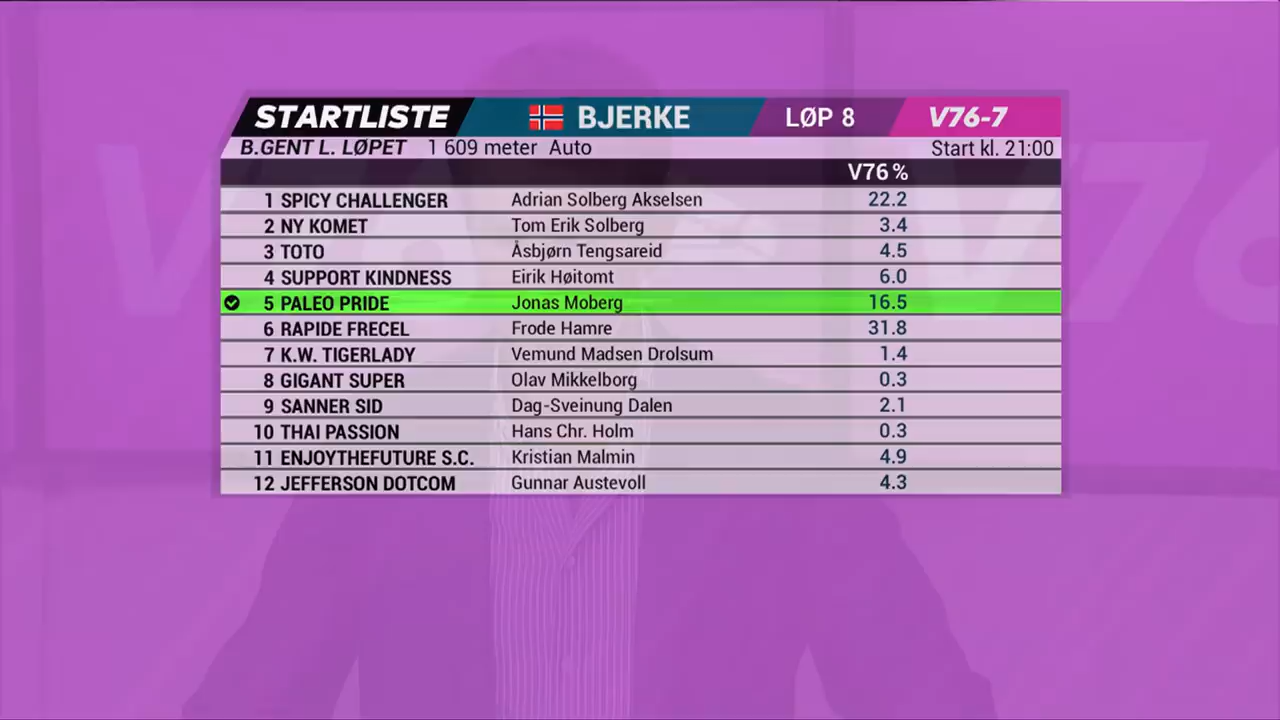 STARTLISTE BJERKE LØP 8 V76-7
B.GENT L. LØPET 1 609 meter Auto Start kl. 21:00
V76 %
1 SPICY CHALLENGER Adrian Solberg Akselsen 22.2
2 NY KOMET Tom Erik Solberg 3.4
3 TOTO Åsbjørn Tengsareid 4.5
4 SUPPORT KINDNESS Eirik Høitomt 6.0
5 PALEO PRIDE Jonas Moberg 16.5
6 RAPIDE FRECEL Frode Hamre 31.8
7 K.W. TIGERLADY Vemund Madsen Drolsum 1.4
8 GIGANT SUPER Olav Mikkelborg 0.3
9 SANNER SID Dag-Sveinung Dalen 2.1
10 THAI PASSION Hans Chr. Holm 0.3
11 ENJOYTHEFUTURE S.C. Kristian Malmin 4.9
12 JEFFERSON DOTCOM Gunnar Austevoll 4.3